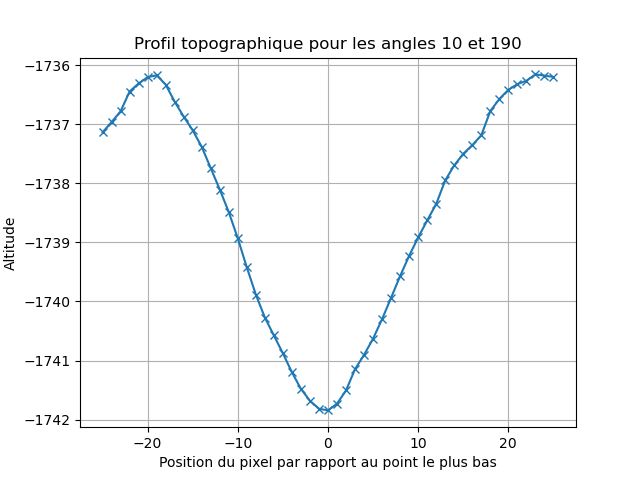 Profil topographique pour les angles 10 et 190
−1736
−1737
−1738
−1739
−1740
−1741
−1742
Altitude
−20 −10 0 10 20
Position du pixel par rapport au point le plus bas